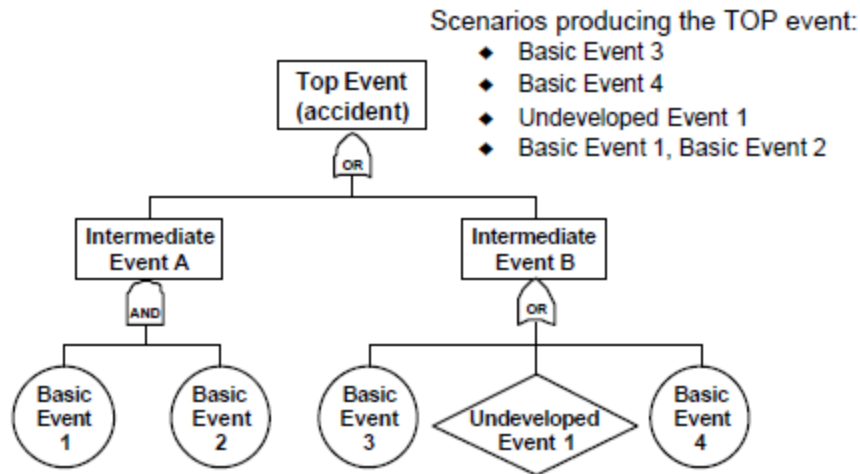 Scenarios producing the TOP event:
◆ Basic Event 3
◆ Basic Event 4
◆ Undeveloped Event 1
◆ Basic Event 1, Basic Event 2
Top Event
(accident)
OR
Intermediate
Event A
Intermediate
Event B
AND
OR
Basic
Event
1
Basic
Event
2
Basic
Event
3
Undeveloped
Event 1
Basic
Event
4